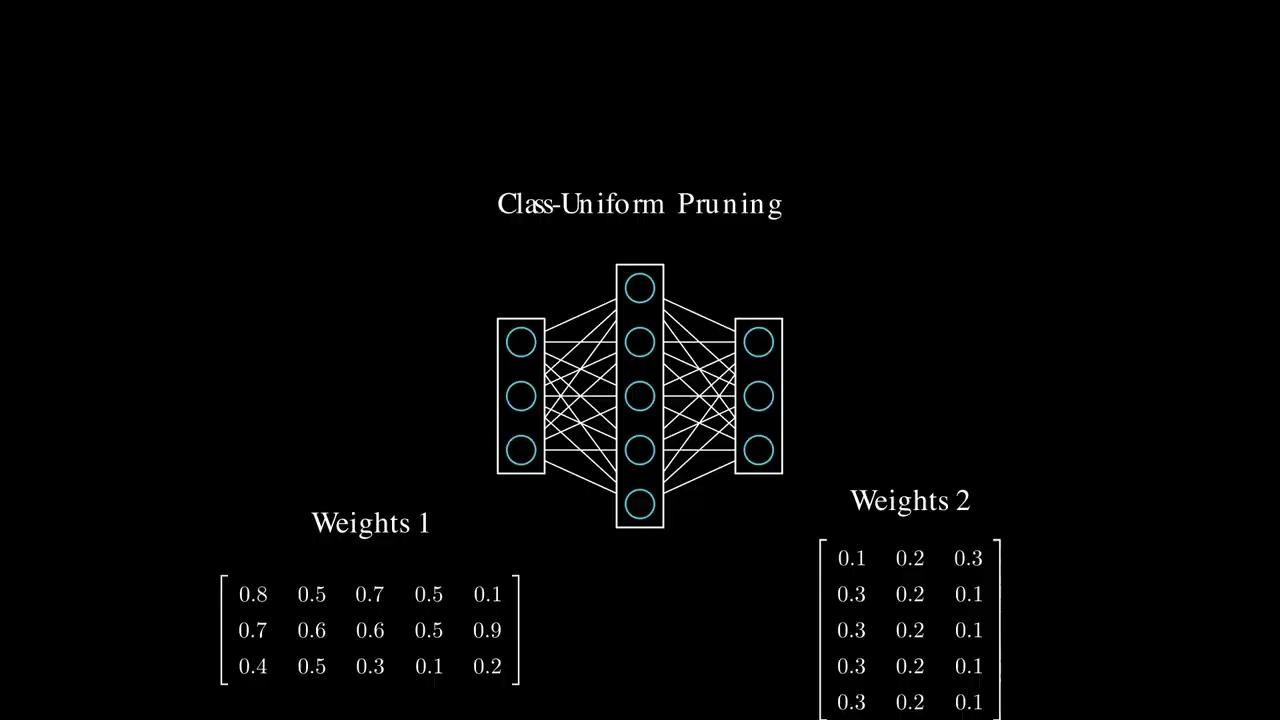 Class-Uniform Pruning
Weights 1
0.8 0.5 0.7 0.5 0.1
0.7 0.6 0.6 0.5 0.9
0.4 0.5 0.3 0.1 0.2
Weights 2
0.1 0.2 0.3
0.3 0.2 0.1
0.3 0.2 0.1
0.3 0.2 0.1
0.3 0.2 0.1